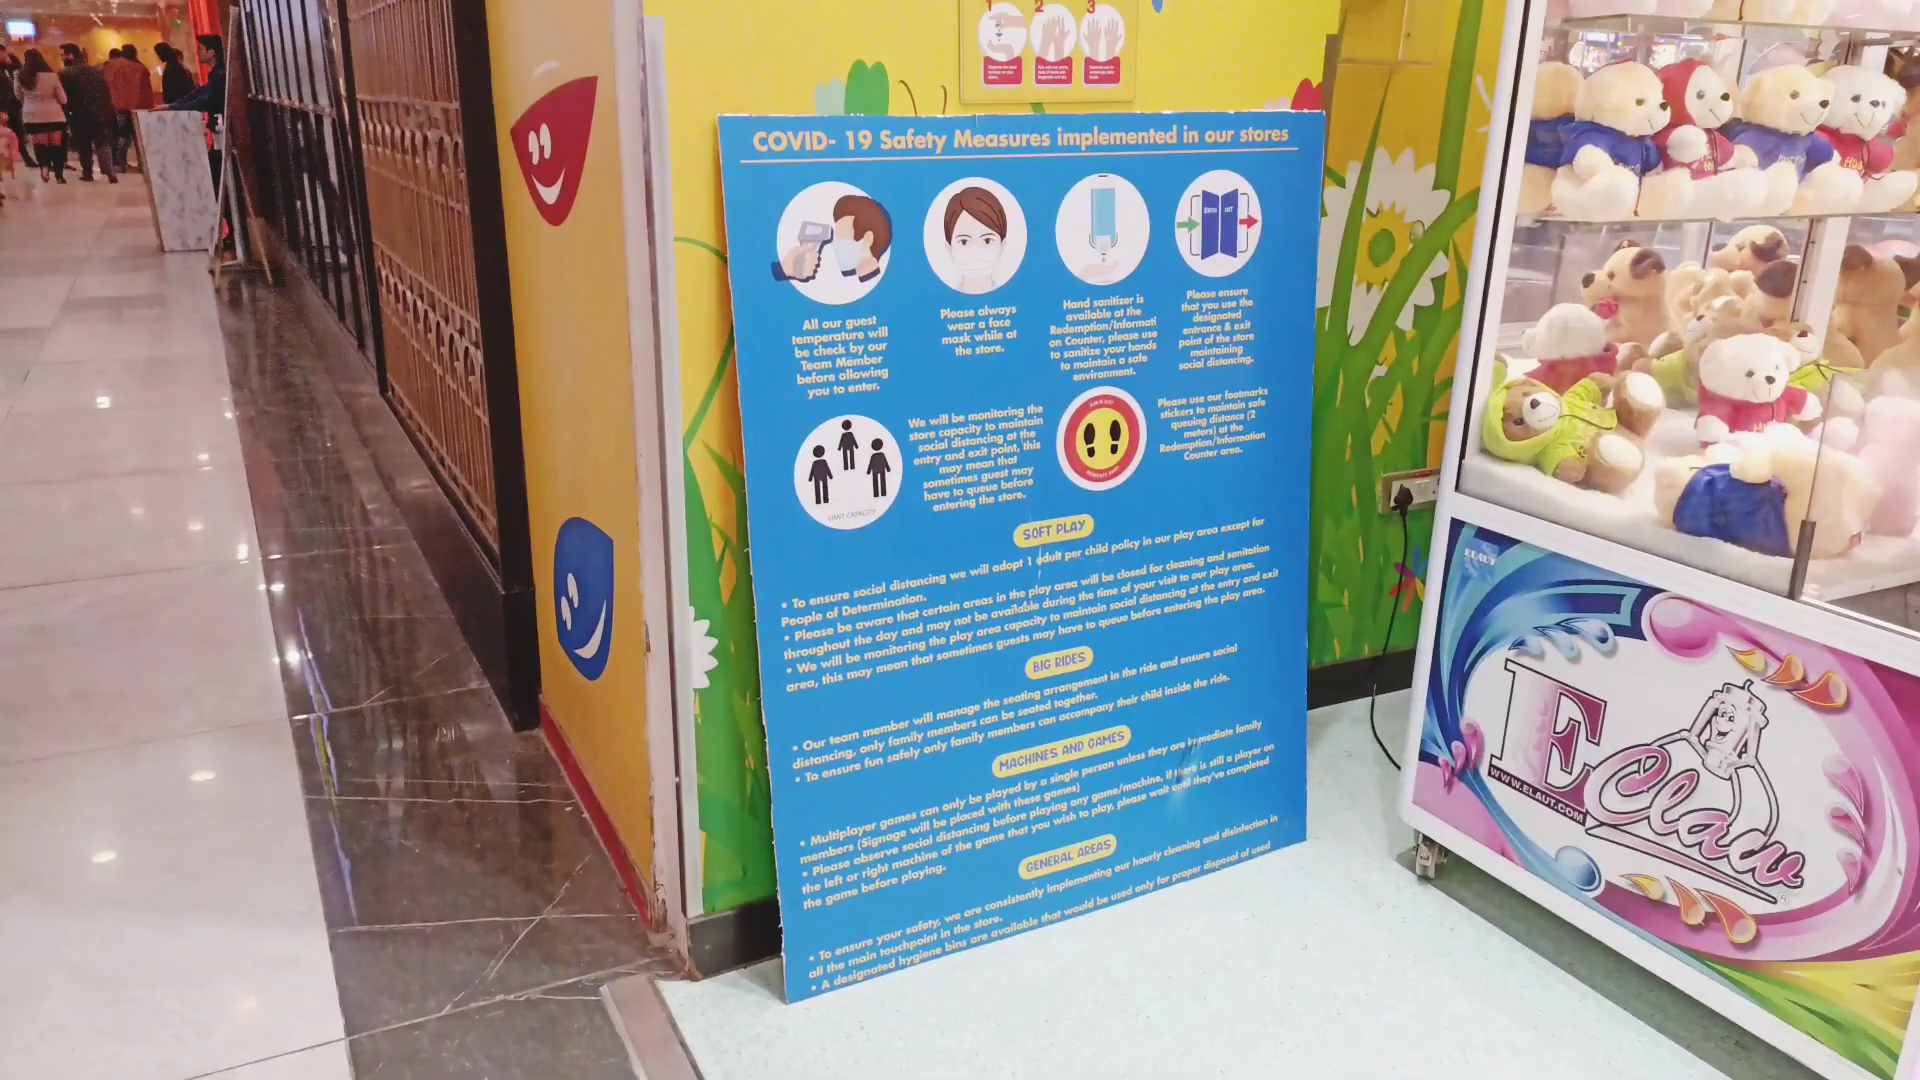 1 2 3
COVID- 19 Safety Measures implemented in our stores
All our guest
temperature will
be check by our
Team Member
before allowing
you to enter.
Please always
wear a face
mask while at
the store.
Hand sanitizer is
available at the
Redemption/Informati
on Counter, please use
to sanitize your hands
to maintain a safe
environment.
Please ensure
that you use the
designated
entrance & exit
point of the store
maintaining
social distancing.
LIMIT CAPACITY
We will be monitoring the
store capacity to maintain
social distancing at the
entry and exit point, this
may mean that
sometimes guest may
have to queue before
entering the store.
Please use our footmarks
stickers to maintain safe
queuing distance (2
meters) at the
Redemption/Information
Counter area.
SOFT PLAY
• To ensure social distancing we will adopt 1 adult per child policy in our play area except for
People of Determination.
• Please be aware that certain areas in the play area will be closed for cleaning and sanitation
throughout the day and may not be available during the time of your visit to our play area.
• We will be monitoring the play area capacity to maintain social distancing at the entry and exit
area, this may mean that sometimes guests may have to queue before entering the play area.
BIG RIDES
• Our team member will manage the seating arrangement in the ride and ensure social
distancing, only family members can be seated together.
• To ensure fun safely only family members can accompany their child inside the ride.
MACHINES AND GAMES
• Multiplayer games can only be played by a single person unless they are immediate family
members (Signage will be placed with these games)
• Please observe social distancing before playing any game/machine, if there is still a player on
the left or right machine of the game that you wish to play, please wait until they've completed
the game before playing.
GENERAL AREAS
• To ensure your safety, we are consistently implementing our hourly cleaning and disinfection in
all the main touchpoint in the store.
• A designated hygiene bins are available that would be used only for proper disposal of used
ELAUT
E Claw
WWW.ELAUT.COM